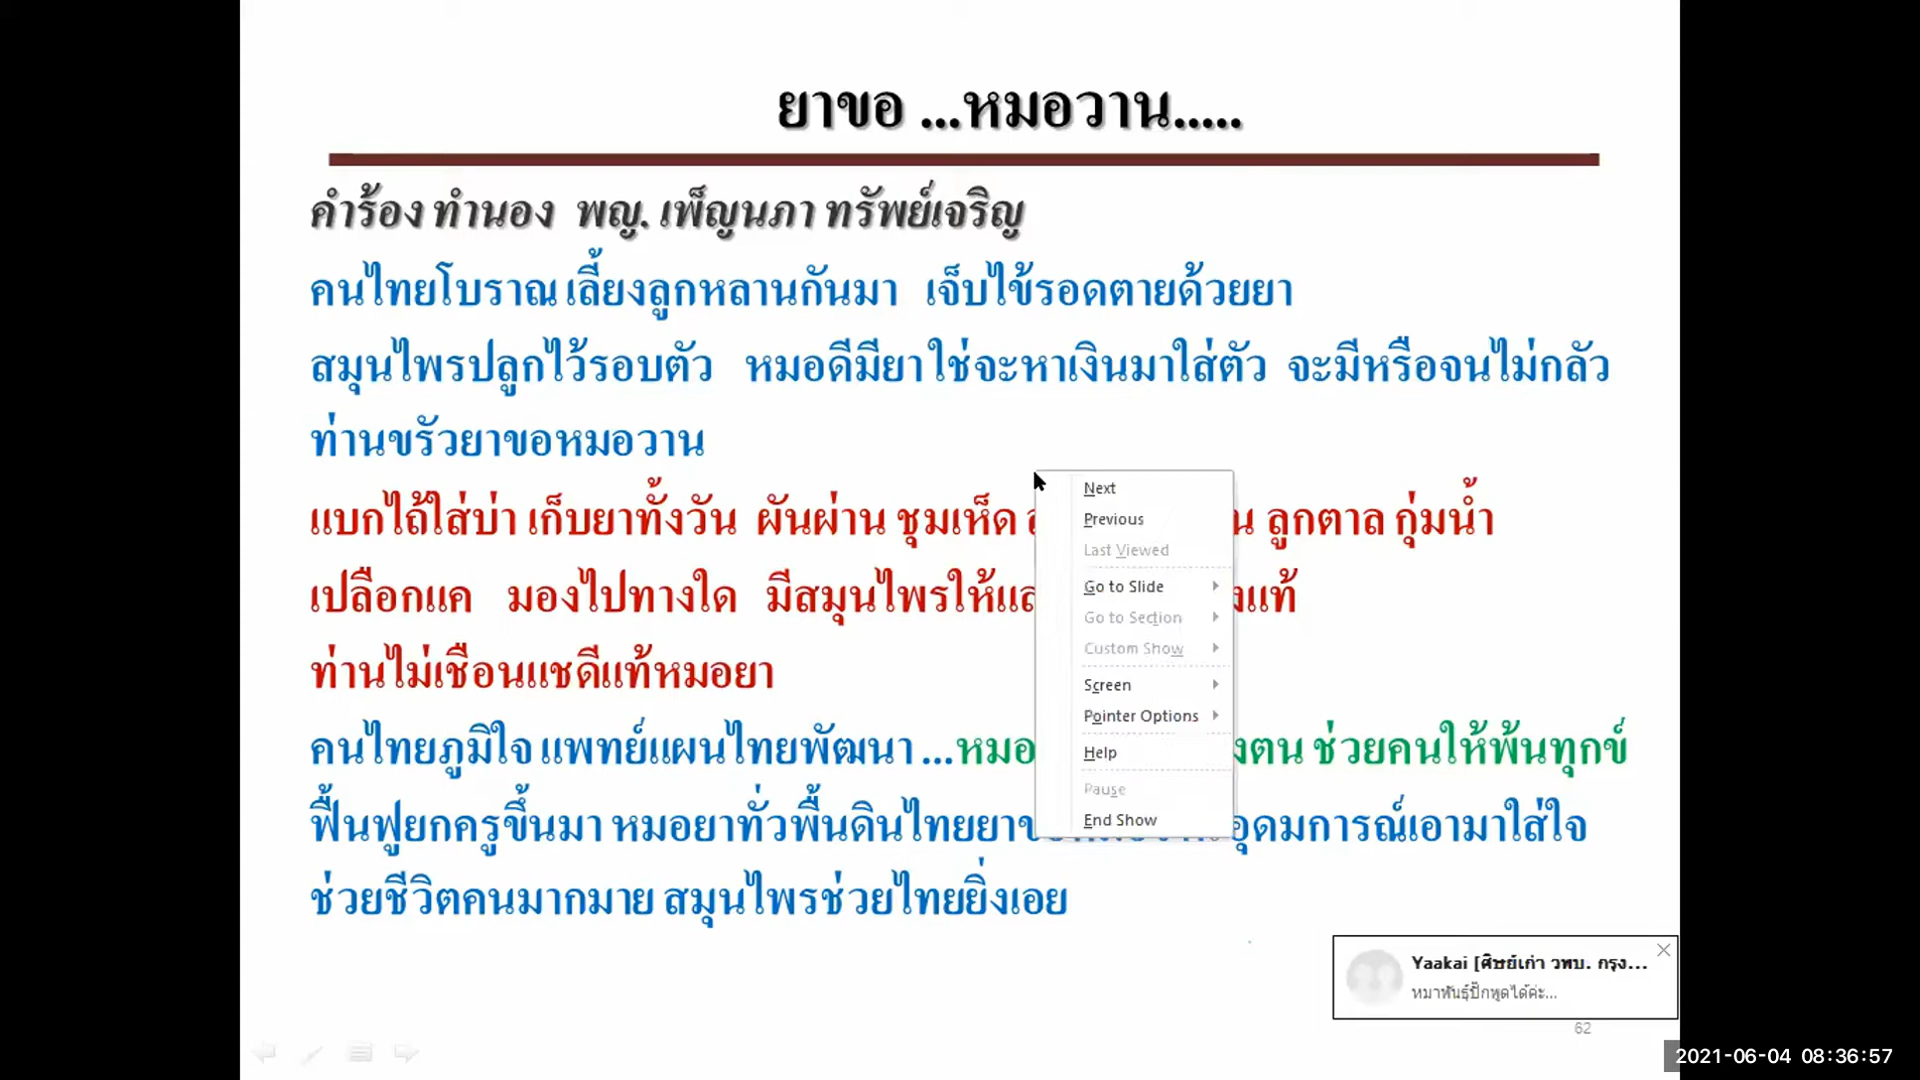 ยาขอ ...หมอวาน.....
คำร้อง ทำนอง พญ. เพ็ญนภา ทรัพย์เจริญ
คนไทยโบราณ เลี้ยงลูกหลานกันมา เจ็บไข้รอดตายด้วยยา
สมุนไพรปลูกไว้รอบตัว หมอดีมียา ใช่จะหาเงินมาใส่ตัว จะมีหรือจนไม่กลัว
ท่านขรัวยาขอหมอวาน
แบกไถ้ใส่บ่า เก็บยาทั้งวัน ผันผ่าน ชุมเห็ด ลูกตาล กุ่มน้ำ
เปลือกแค มองไปทางใด มีสมุนไพรให้แล
ท่านไม่เชือนแชดีแท้หมอยา
คนไทยภูมิใจ แพทย์แผนไทยพัฒนา ...หมอ ช่วยคนให้พ้นทุกข์
ฟื้นฟูยกครูขึ้นมา หมอยาทั่วพื้นดินไทยยา อุดมการณ์เอามาใส่ใจ
ช่วยชีวิตคนมากมาย สมุนไพรช่วยไทยยิ่งเอย
Next
Previous
Last Viewed
Go to Slide
Go to Section
Custom Show
Screen
Pointer Options
Help
Pause
End Show
Yaakai [ศิษย์เก่า วทบ. กรุง...
หมาพันธุ์ปั๊กพูดได้ค่ะ...
62
2021-06-04 08:36:57